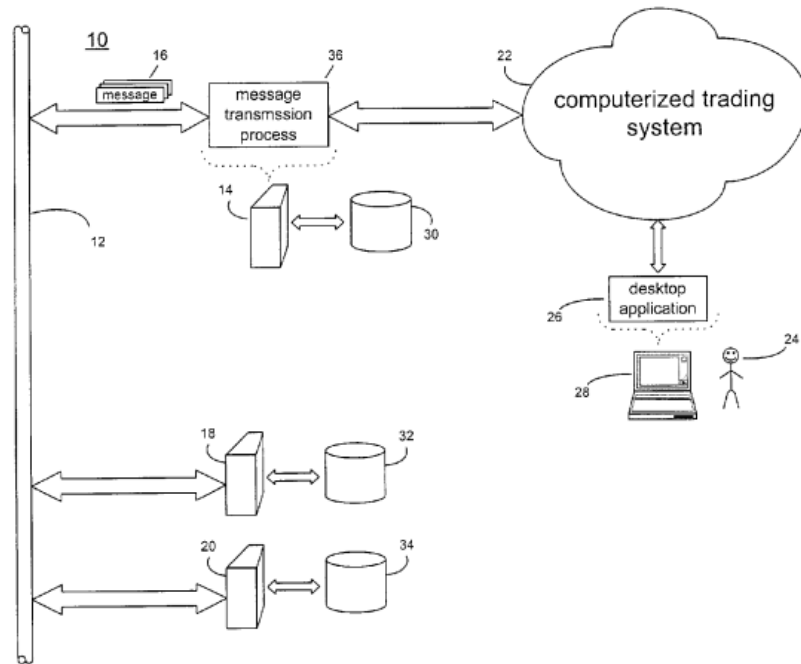 10
16
message
36
message
transmssion
process
22
computerized trading
system
14
30
12
desktop
application
26
24
28
18
32
20
34